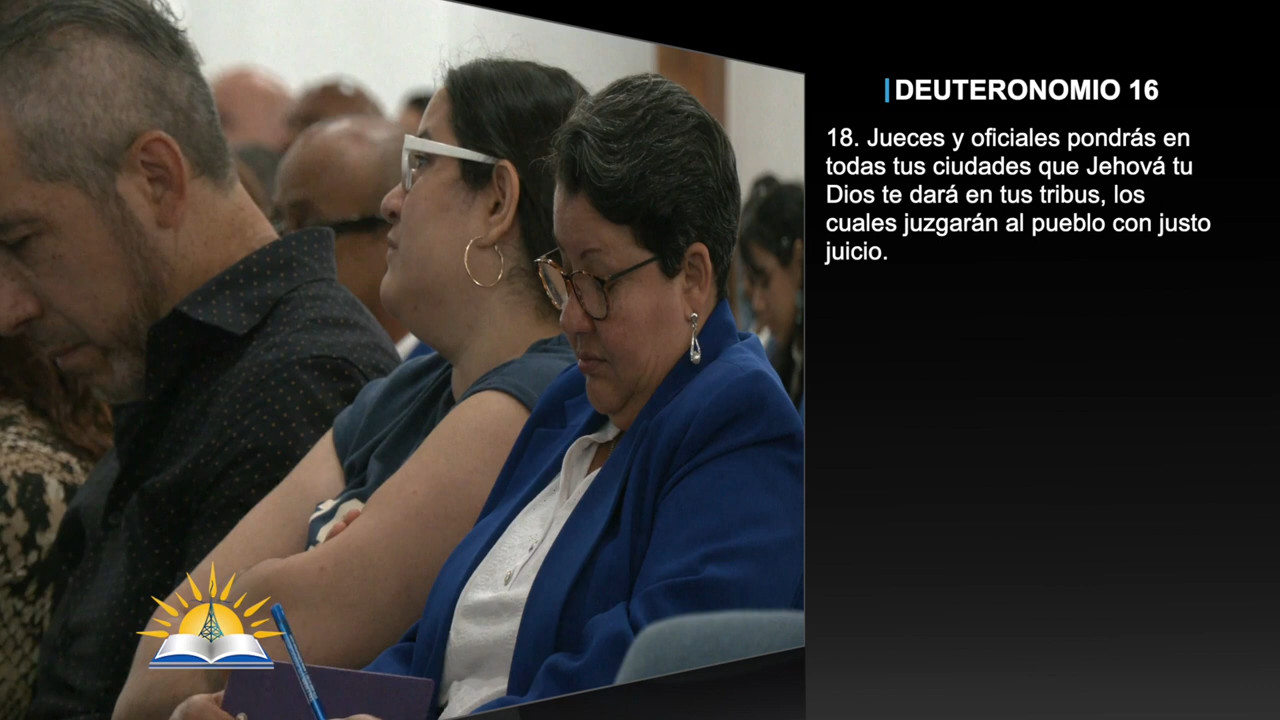 DEUTERONOMIO 16
18. Jueces y oficiales pondrás en
todas tus ciudades que Jehová tu
Dios te dará en tus tribus, los
cuales juzgarán al pueblo con justo
juicio.